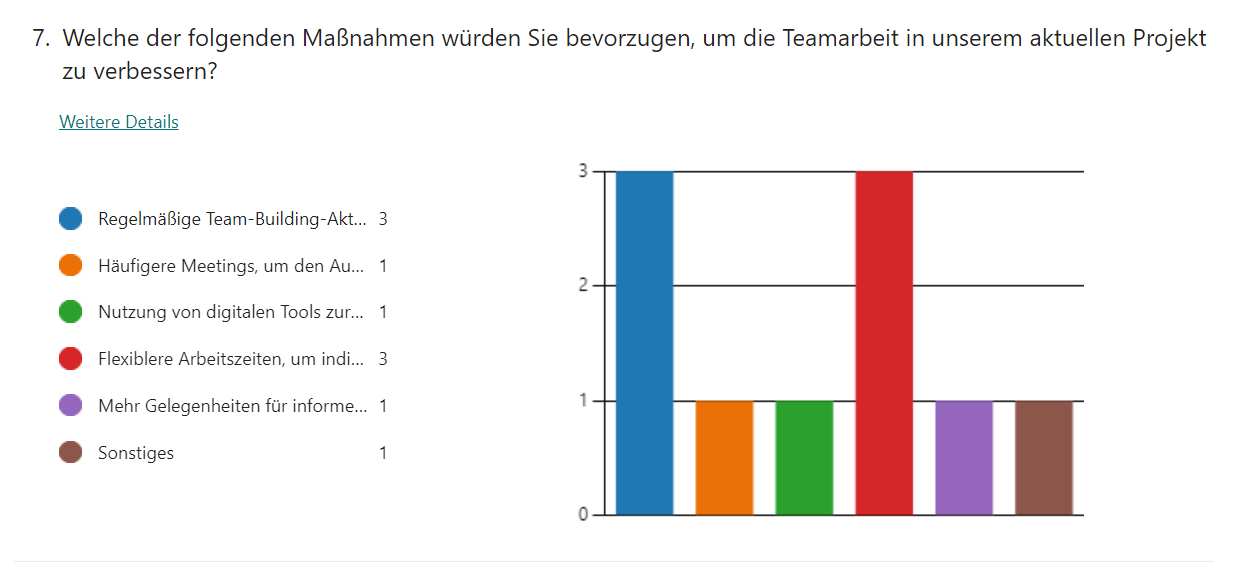 7. Welche der folgenden Maßnahmen würden Sie bevorzugen, um die Teamarbeit in unserem aktuellen Projekt
zu verbessern?
Weitere Details
Regelmäßige Team-Building-Akt... 3
Häufigere Meetings, um den Au... 1
Nutzung von digitalen Tools zur... 1
Flexiblere Arbeitszeiten, um indi... 3
Mehr Gelegenheiten für informe... 1
Sonstiges 1
3
2
1
0